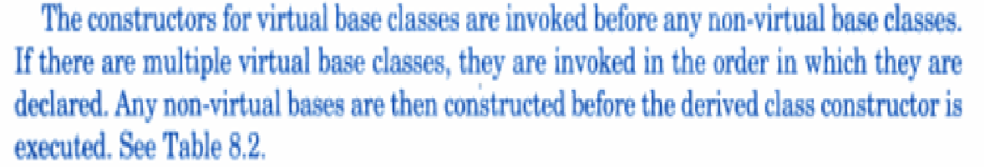 The constructors for virtual base classes are invoked before any non-virtual base classes.
If there are multiple virtual base classes, they are invoked in the order in which they are
declared. Any non-virtual bases are then constructed before the derived class constructor is
executed. See Table 8.2.